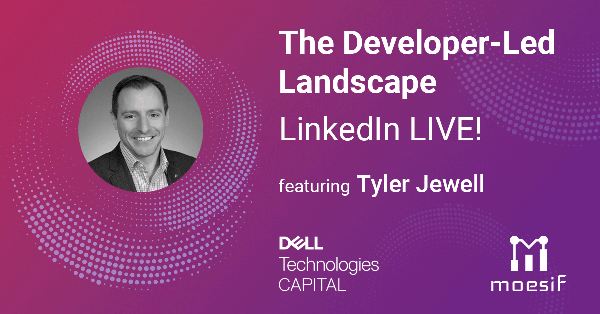 The Developer-Led
Landscape
LinkedIn LIVE!
featuring Tyler Jewell
DELL
Technologies
CAPITAL
moesif